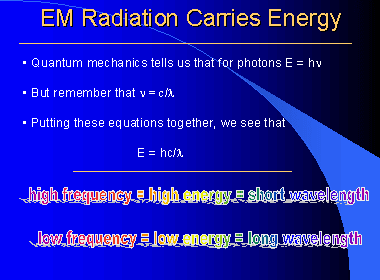 EM Radiation Carries Energy
• Quantum mechanics tells us that for photons E = hν
• But remember that ν = c/λ
• Putting these equations together, we see that
E = hc/λ
high frequency = high energy = short wavelength
low frequency = low energy = long wavelength